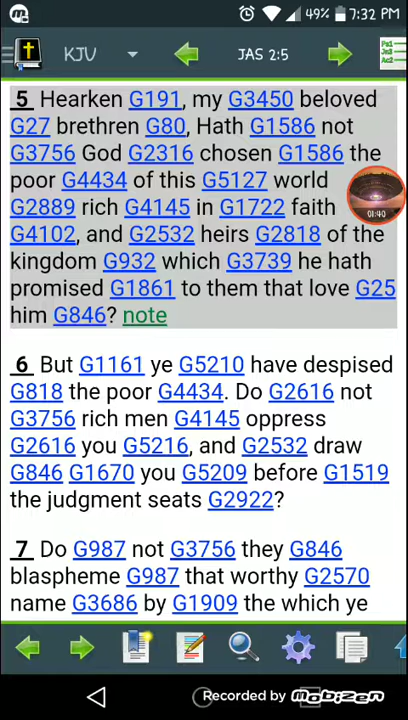 49% 7:32 PM
KJV JAS 2:5
Ps1
Jn3
Ac2
5 Hearken G191, my G3450 beloved
G27 brethren G80, Hath G1586 not
G3756 God G2316 chosen G1586 the
poor G4434 of this G5127 world
G2889 rich G4145 in G1722 faith
01:40
G4102, and G2532 heirs G2818 of the
kingdom G932 which G3739 he hath
promised G1861 to them that love G25
him G846? note
6 But G1161 ye G5210 have despised
G818 the poor G4434. Do G2616 not
G3756 rich men G4145 oppress
G2616 you G5216, and G2532 draw
G846 G1670 you G5209 before G1519
the judgment seats G2922?
7 Do G987 not G3756 they G846
blaspheme G987 that worthy G2570
name G3686 by G1909 the which ye
Recorded by mobizen